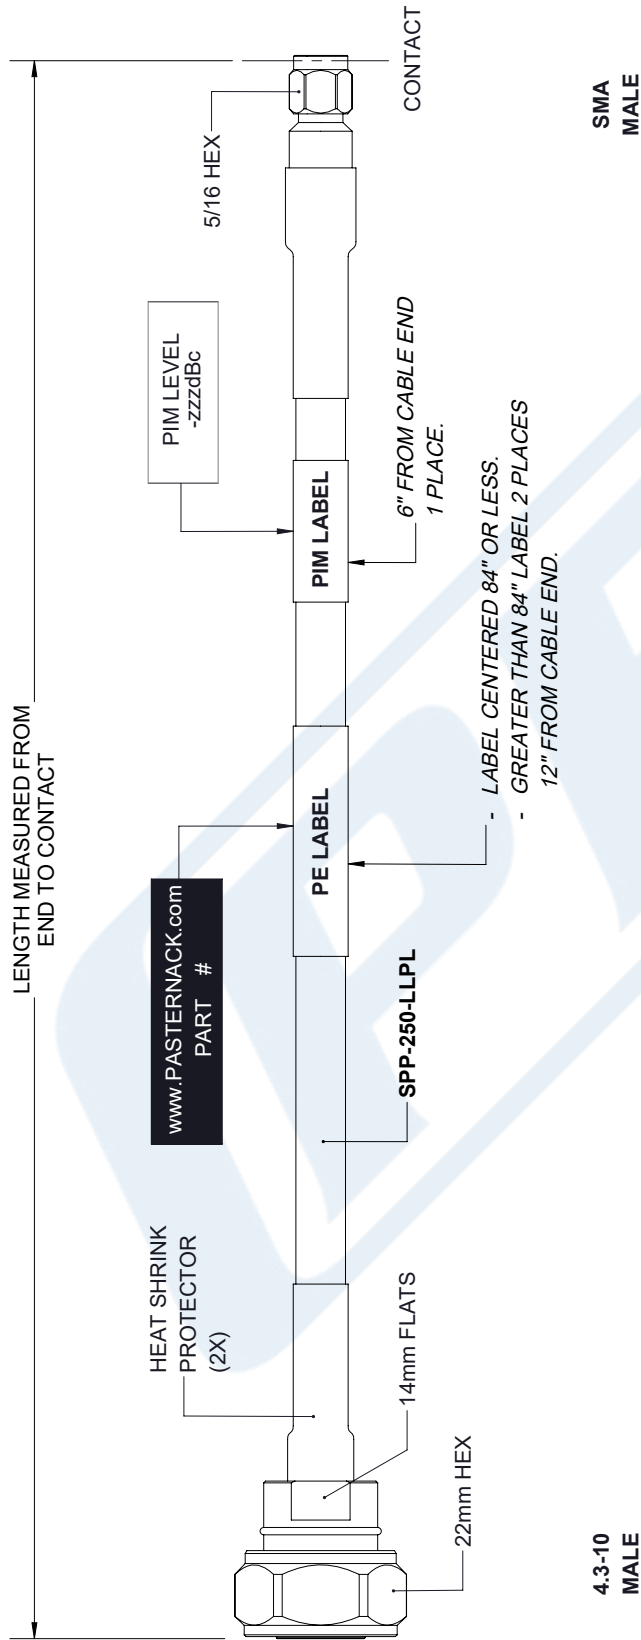 LENGTH MEASURED FROM
END TO CONTACT
HEAT SHRINK
PROTECTOR
(2X)
www.PASTERNACK.com
PART #
PIM LEVEL
-zzzdBc
5/16 HEX
PE LABEL
PIM LABEL
22mm HEX
14mm FLATS
SPP-250-LLPL
- LABEL CENTERED 84" OR LESS.
- GREATER THAN 84" LABEL 2 PLACES
12" FROM CABLE END.
6" FROM CABLE END
1 PLACE.
CONTACT
4.3-10
MALE
SMA
MALE